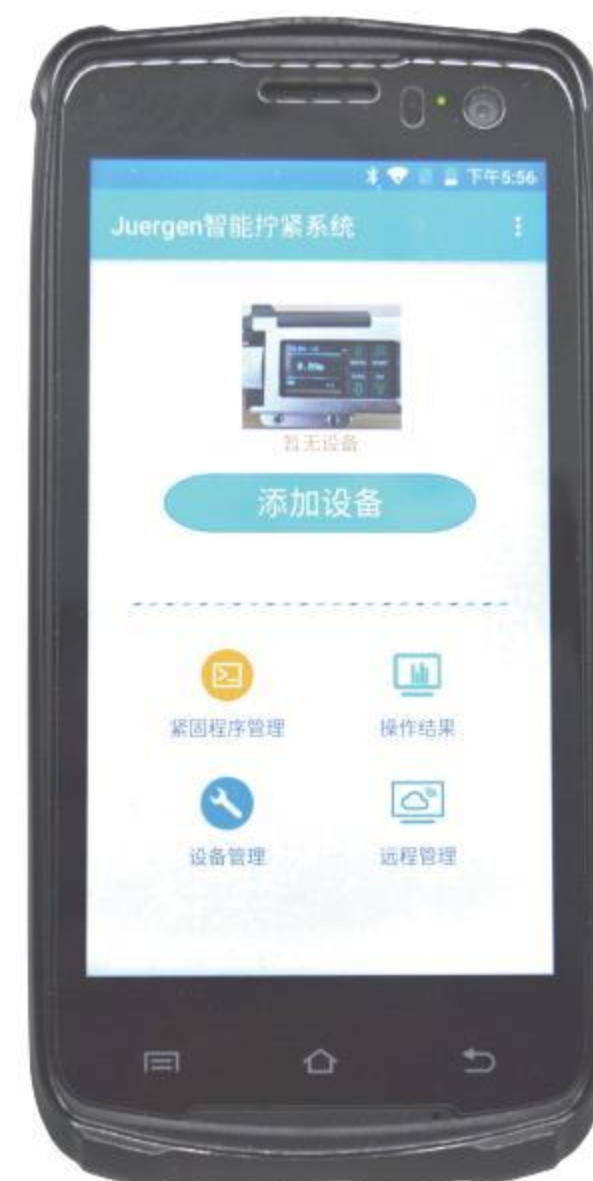 下午5:56
Juergen智能拧紧系统
暂无设备
添加设备
紧固程序管理
操作结果
设备管理
远程管理